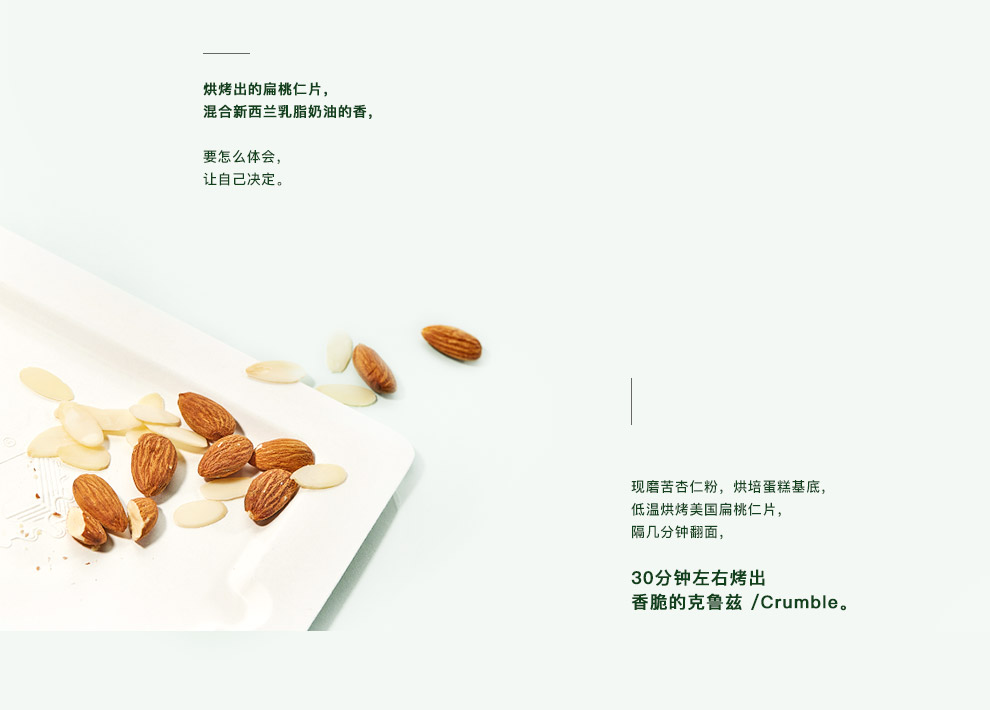 烘烤出的扁桃仁片，
混合新西兰乳脂奶油的香，
要怎么体会，
让自己决定。
现磨苦杏仁粉，烘培蛋糕基底，
低温烘烤美国扁桃仁片，
隔几分钟翻面，
30分钟左右烤出
香脆的克鲁兹 /Crumble。